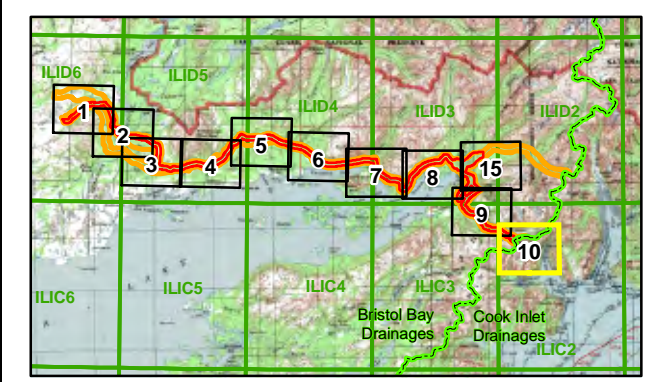 ILID6
ILID5
ILID4
ILID3
ILID2
1
2
3
4
5
6
7
8
15
9
10
ILIC6
ILIC5
ILIC4
ILIC3
ILIC2
L A K E
Bristol Bay
Drainages
Cook Inlet
Drainages